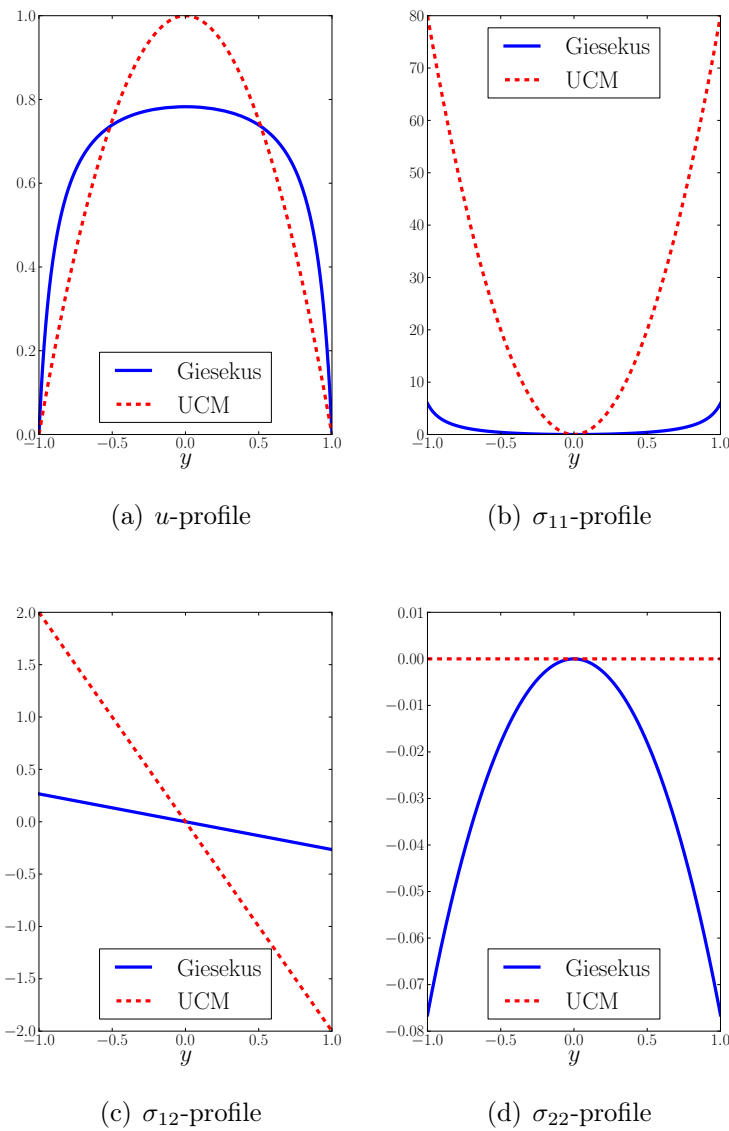 1.0
0.8
0.6
0.4
0.2
0.0
Giesekus
UCM
−1.0 −0.5 0.0 0.5 1.0
y
(a) u-profile
80
70
60
50
40
30
20
10
0
Giesekus
UCM
−1.0 −0.5 0.0 0.5 1.0
y
(b) σ₁₁-profile
2.0
1.5
1.0
0.5
0.0
−0.5
−1.0
−1.5
−2.0
Giesekus
UCM
−1.0 −0.5 0.0 0.5 1.0
y
(c) σ₁₂-profile
0.01
0.00
−0.01
−0.02
−0.03
−0.04
−0.05
−0.06
−0.07
−0.08
Giesekus
UCM
−1.0 −0.5 0.0 0.5 1.0
y
(d) σ₂₂-profile